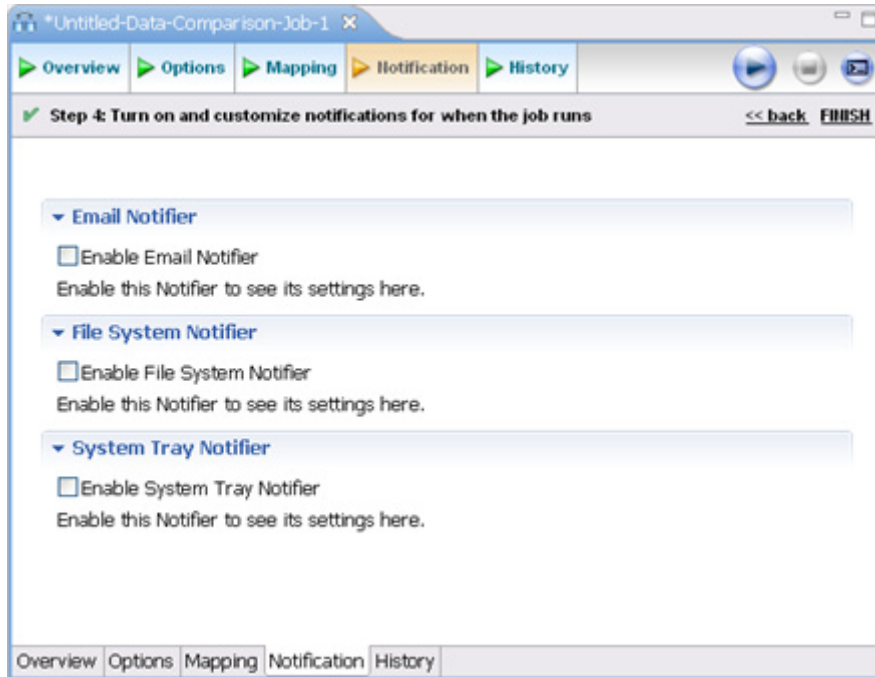 *Untitled-Data-Comparison-Job-1
Overview Options Mapping Notification History
Step 4: Turn on and customize notifications for when the job runs << back FINISH
Email Notifier
Enable Email Notifier
Enable this Notifier to see its settings here.
File System Notifier
Enable File System Notifier
Enable this Notifier to see its settings here.
System Tray Notifier
Enable System Tray Notifier
Enable this Notifier to see its settings here.
Overview Options Mapping Notification History